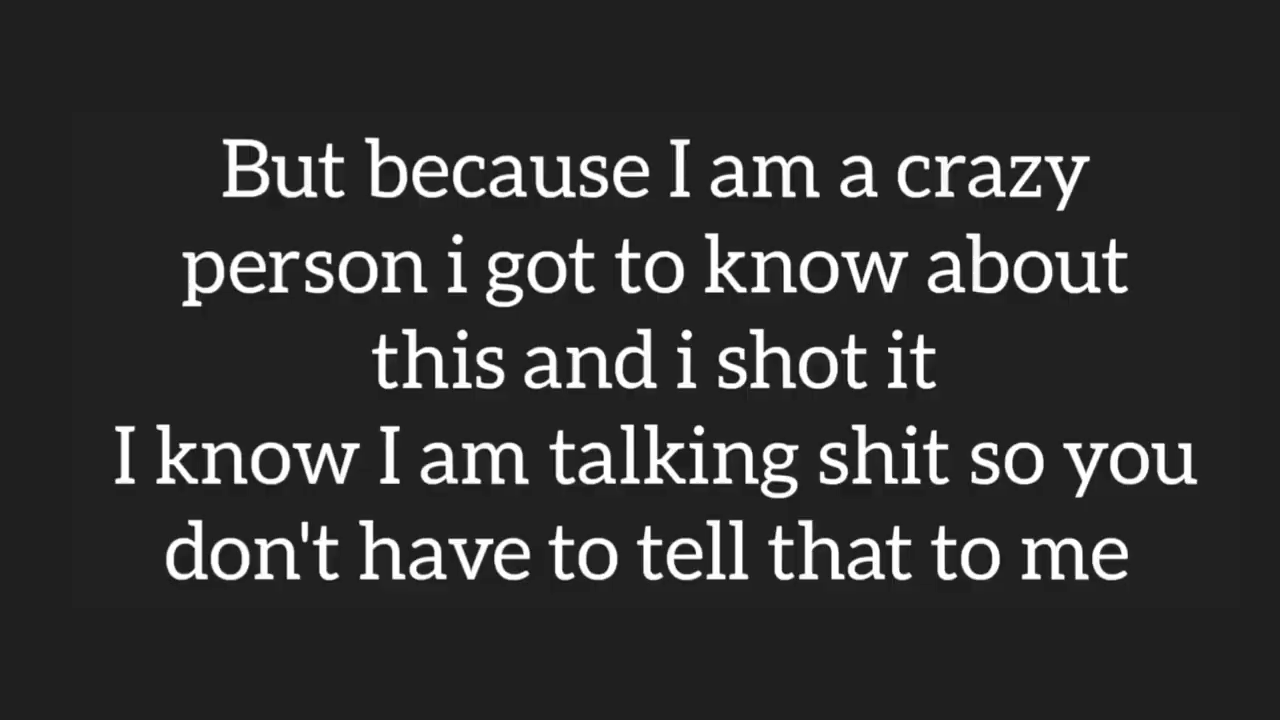 But because I am a crazy
person i got to know about
this and i shot it
I know I am talking shit so you
don't have to tell that to me